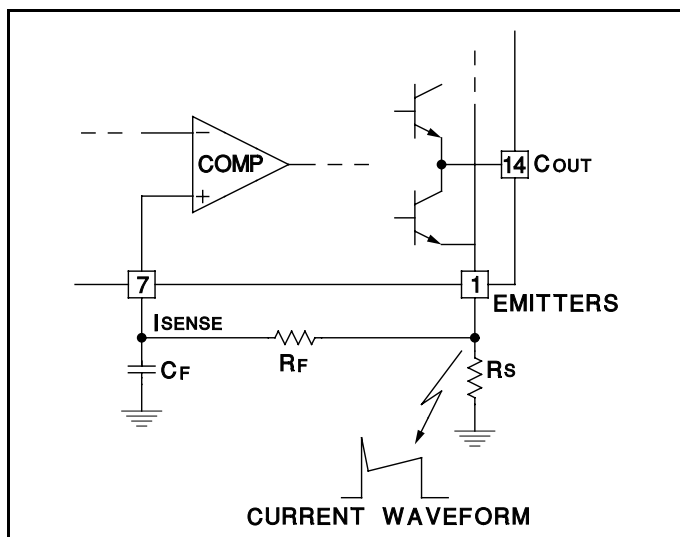 −
COMP
+
14 COUT
7
1
EMITTERS
ISENSE
RF
CF
RS
CURRENT WAVEFORM